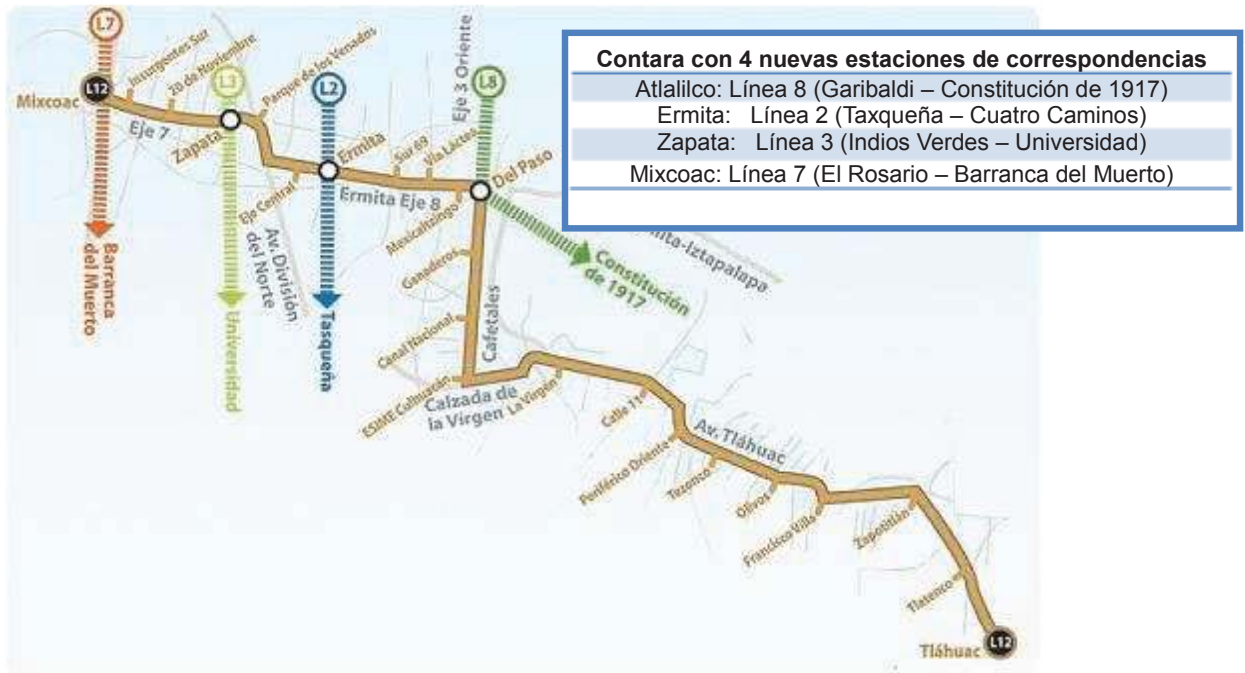 L7
L12
Mixcoac
Insurgentes Sur
20 de Noviembre
L3
Parque de los Venados
L2
Eje 3 Oriente
L8
Eje 7
Zapata
Eje Central
Ermita
Sur 69
Vía Láctea
Ermita Eje 8
Mexicaltzingo
Del Paso
Barranca
del Muerto
Universidad
Av. División
del Norte
Tasqueña
Ganaderos
Cafetales
Constitución
de 1917
mita-Iztapalapa
Canal Nacional
ESIME Culhuacán
Calzada de
la Virgen
La Virgen
Calle 11
Av. Tláhuac
Periférico Oriente
Tezonco
Olivos
Francisco Villa
Zapotitlán
Tlatenco
Tláhuac
L12
Contara con 4 nuevas estaciones de correspondencias
Atlalilco: Línea 8 (Garibaldi – Constitución de 1917)
Ermita: Línea 2 (Taxqueña – Cuatro Caminos)
Zapata: Línea 3 (Indios Verdes – Universidad)
Mixcoac: Línea 7 (El Rosario – Barranca del Muerto)